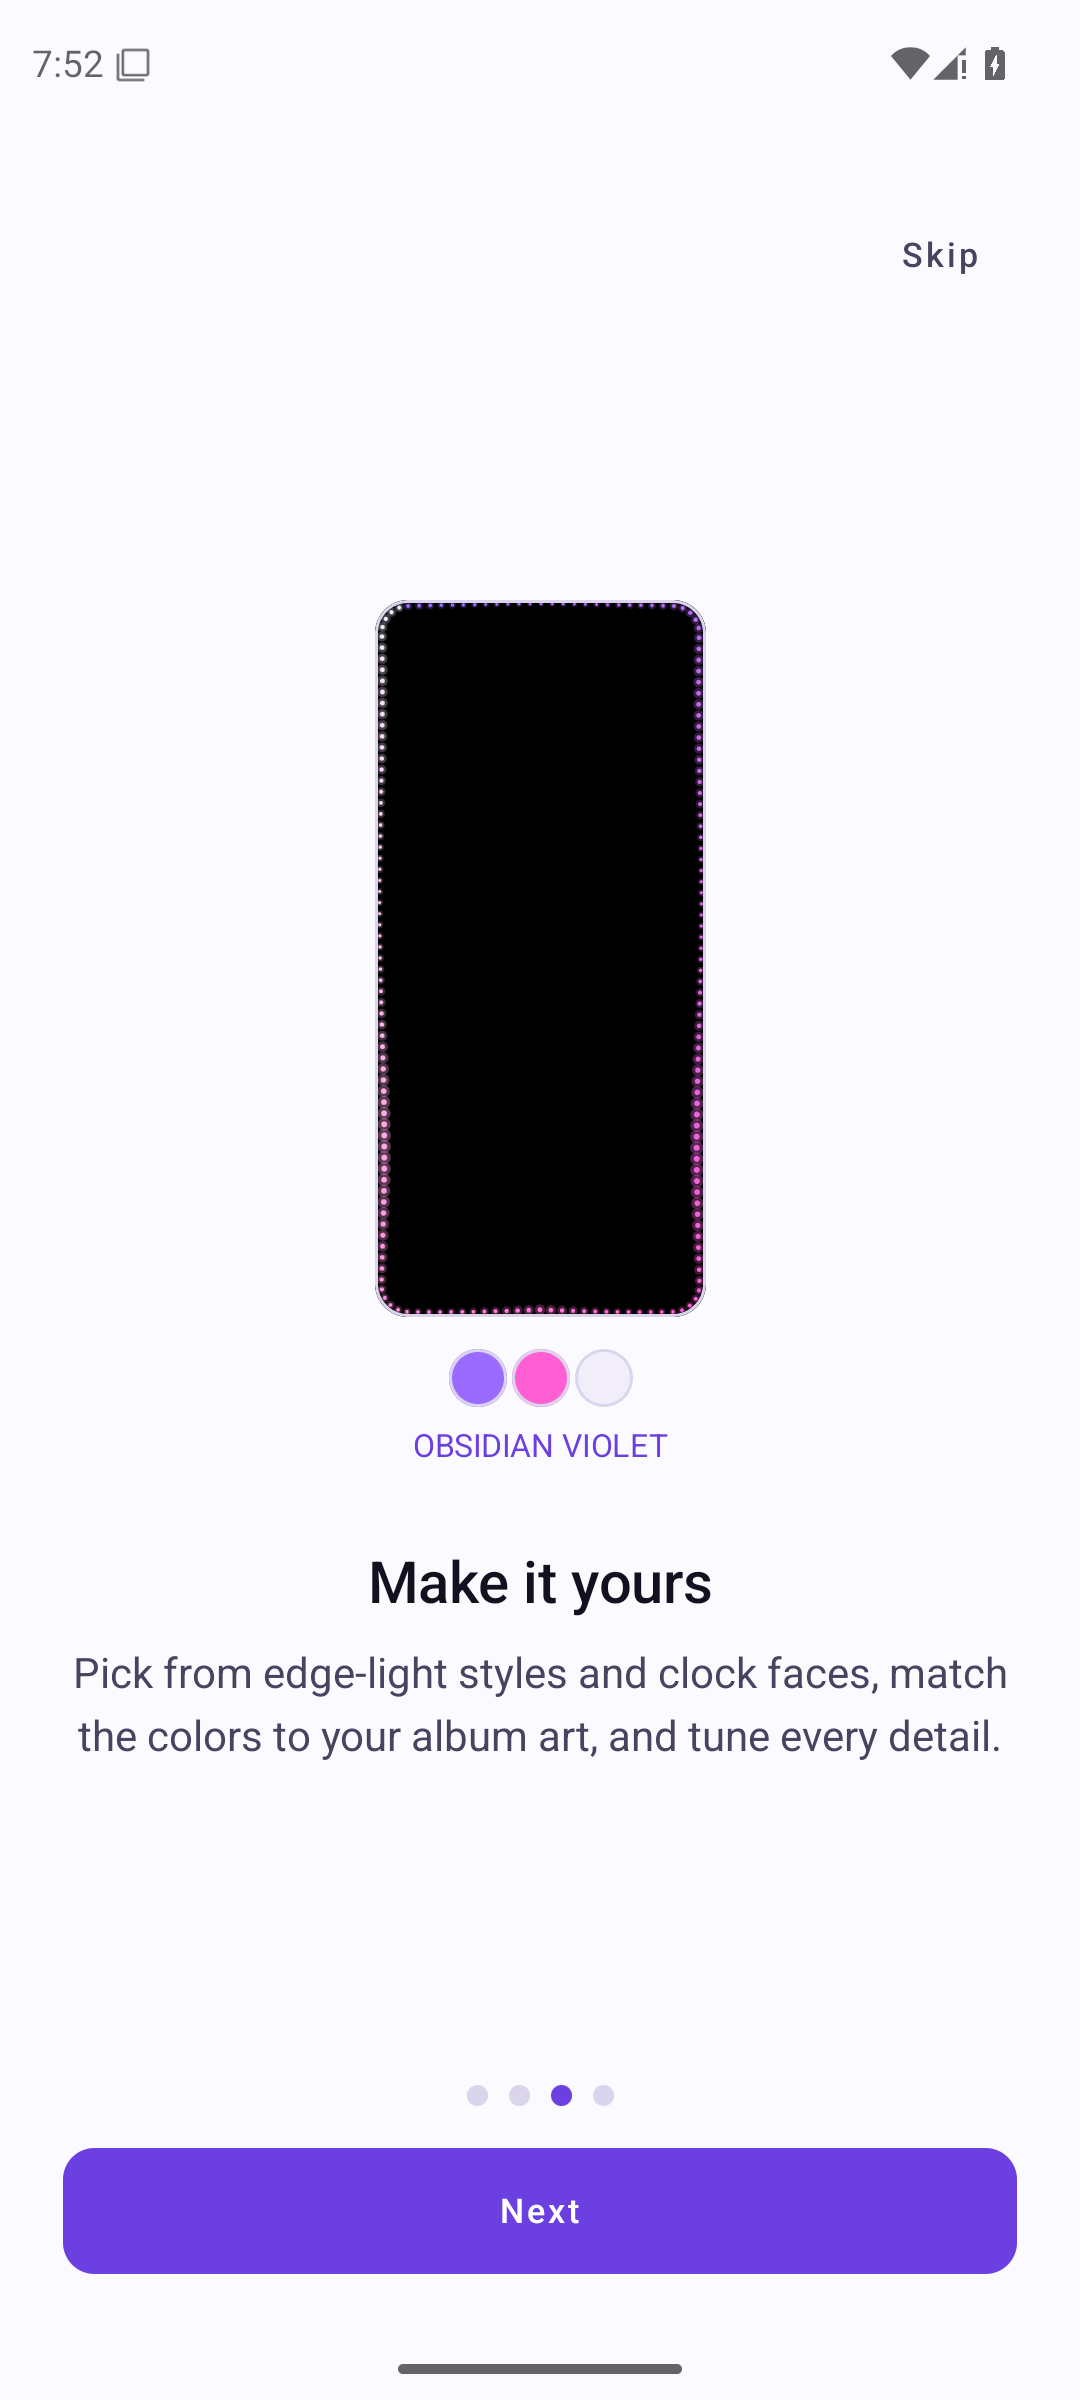 7:52
Skip
OBSIDIAN VIOLET
Make it yours
Pick from edge-light styles and clock faces, match
the colors to your album art, and tune every detail.
Next